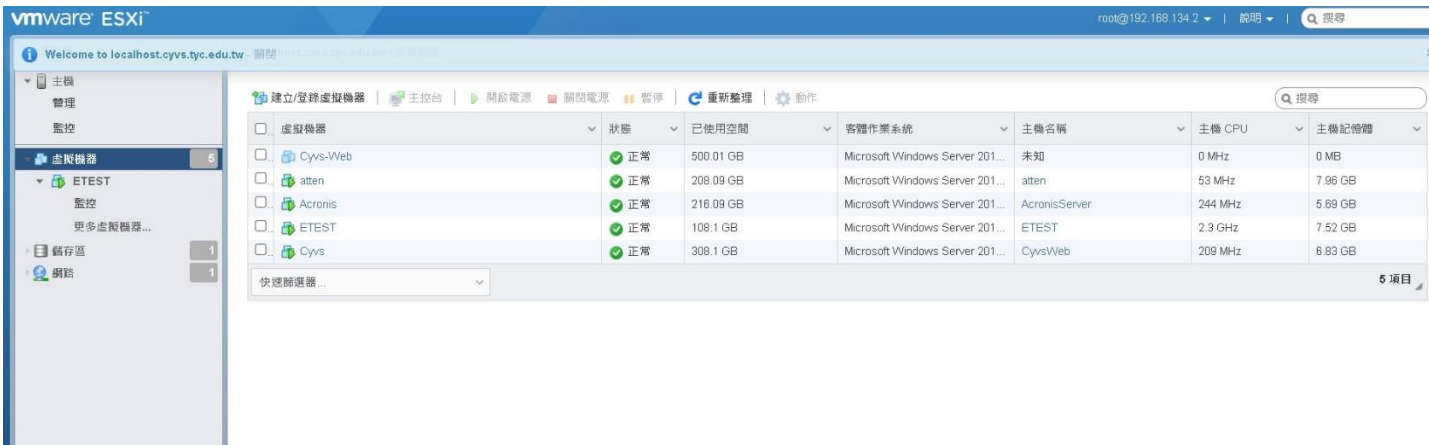 vmware ESXi™
root@192.168.134.2 | 說明 | 搜尋
Welcome to localhost.cyvs.tyc.edu.tw - 關閉
主機
管理
監控
虛擬機器 5
ETEST
監控
更多虛擬機器...
儲存區 1
網路 1
建立/登錄虛擬機器 | 主控台 | 開啟電源 關閉電源 暫停 | 重新整理 | 動作
搜尋
虛擬機器 狀態 已使用空間 客體作業系統 主機名稱 主機 CPU 主機記憶體
Cyvs-Web 正常 500.01 GB Microsoft Windows Server 201... 未知 0 MHz 0 MB
atten 正常 208.09 GB Microsoft Windows Server 201... atten 53 MHz 7.96 GB
Acronis 正常 216.09 GB Microsoft Windows Server 201... AcronisServer 244 MHz 5.69 GB
ETEST 正常 108.1 GB Microsoft Windows Server 201... ETEST 2.3 GHz 7.52 GB
Cyvs 正常 308.1 GB Microsoft Windows Server 201... CyvsWeb 209 MHz 6.83 GB
快速篩選器...
5 項目